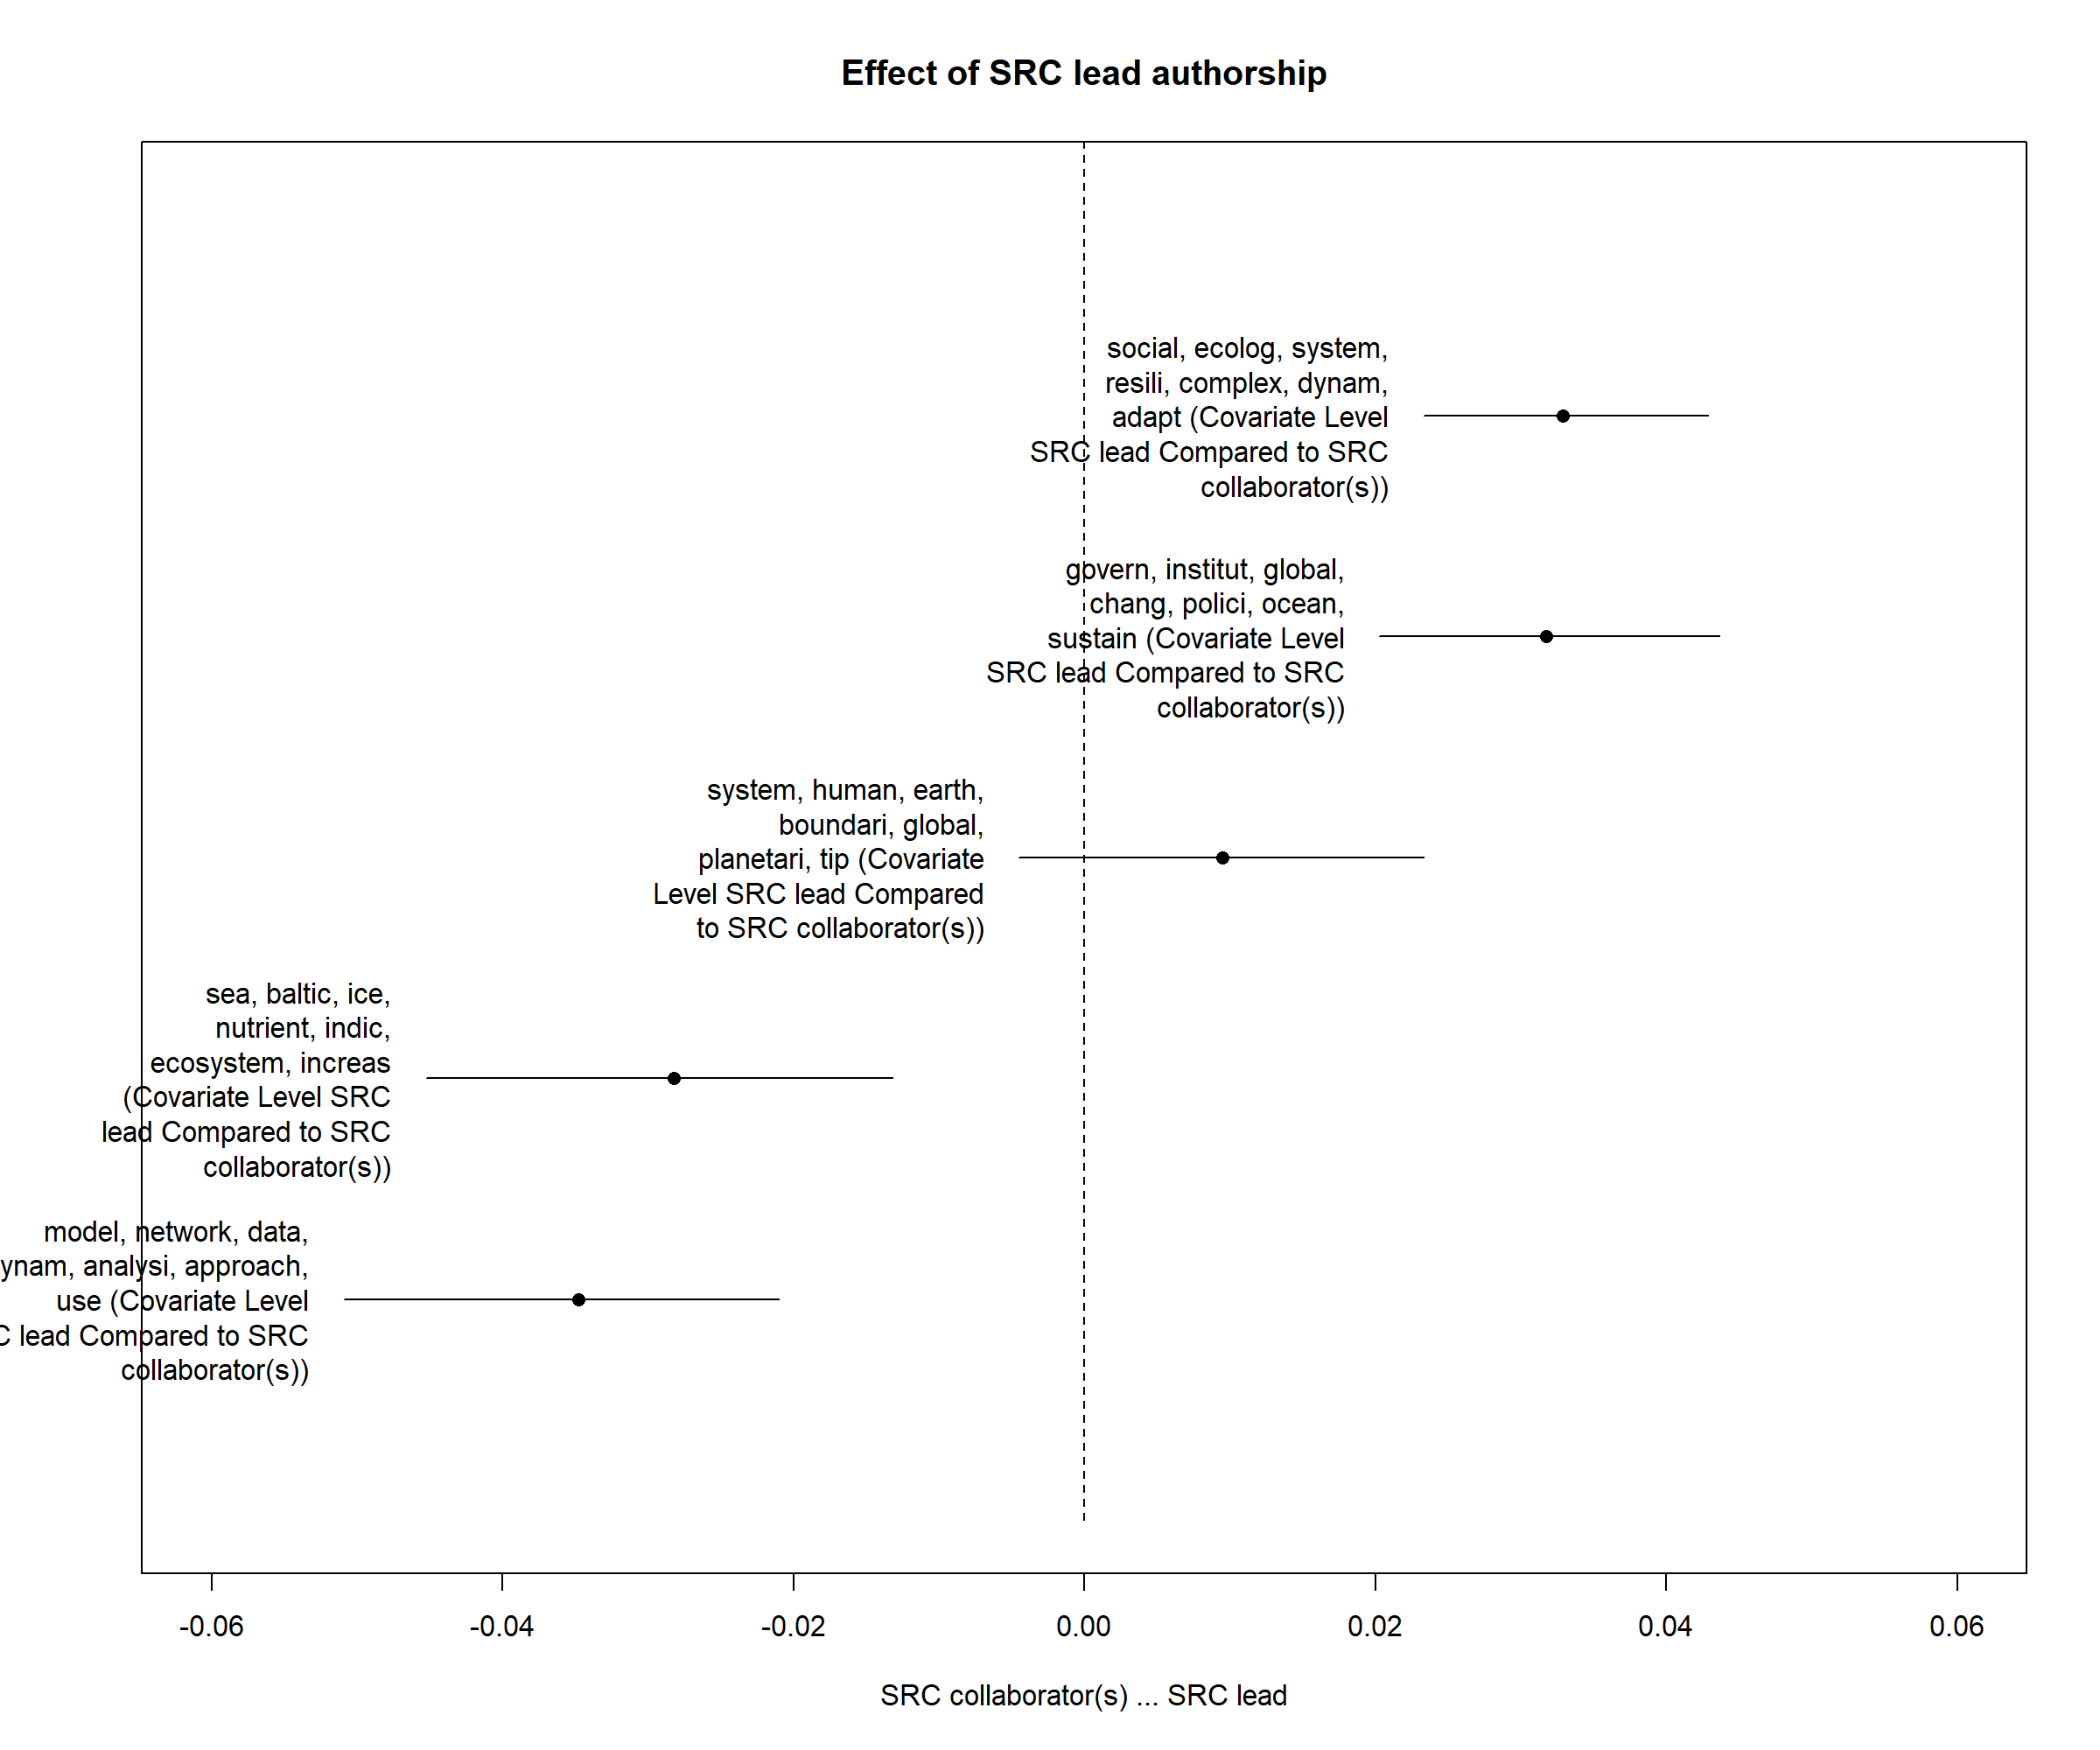 Effect of SRC lead authorship
social, ecolog, system,
resili, complex, dynam,
adapt (Covariate Level
SRC lead Compared to SRC
collaborator(s))
govern, institut, global,
chang, polici, ocean,
sustain (Covariate Level
SRC lead Compared to SRC
collaborator(s))
system, human, earth,
boundari, global,
planetari, tip (Covariate
Level SRC lead Compared
to SRC collaborator(s))
sea, baltic, ice,
nutrient, indic,
ecosystem, increas
(Covariate Level SRC
lead Compared to SRC
collaborator(s))
model, network, data,
ynam, analysi, approach,
use (Covariate Level
C lead Compared to SRC
collaborator(s))
-0.06 -0.04 -0.02 0.00 0.02 0.04 0.06
SRC collaborator(s) ... SRC lead